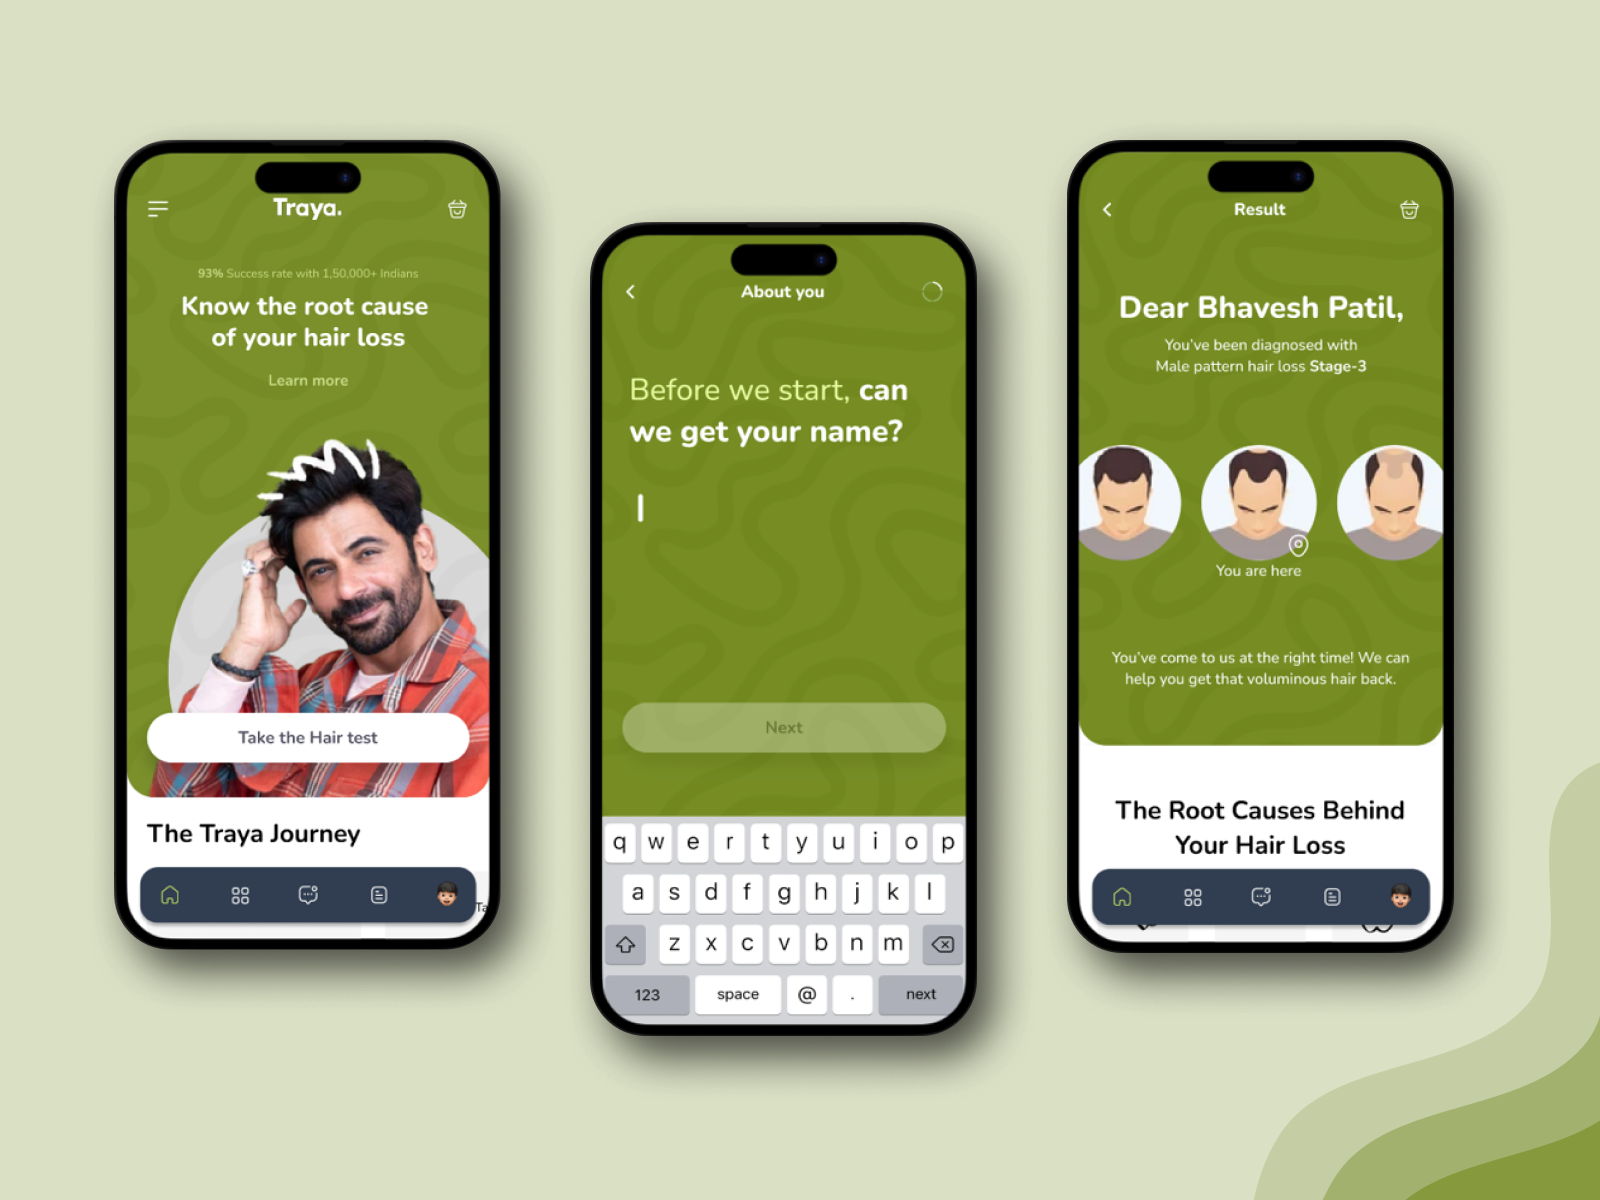 Traya.
93% Success rate with 1,50,000+ Indians
Know the root cause
of your hair loss
Learn more
Take the Hair test
The Traya Journey
Ta
About you
Before we start, can
we get your name?
Next
q w e r t y u i o p
a s d f g h j k l
z x c v b n m
123 space @ . next
Result
Dear Bhavesh Patil,
You've been diagnosed with
Male pattern hair loss Stage-3
You are here
You've come to us at the right time! We can
help you get that voluminous hair back.
The Root Causes Behind
Your Hair Loss